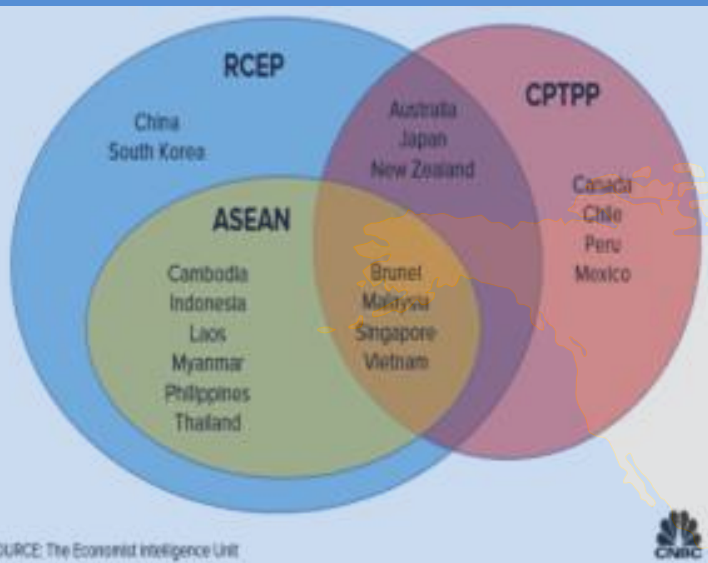 RCEP
CPTPP
China
South Korea
Australia
Japan
New Zealand
Canada
Chile
Peru
Mexico
ASEAN
Cambodia
Indonesia
Laos
Myanmar
Philippines
Thailand
Brunei
Malaysia
Singapore
Vietnam
OURCE: The Economist Intelligence Unit
CNBC